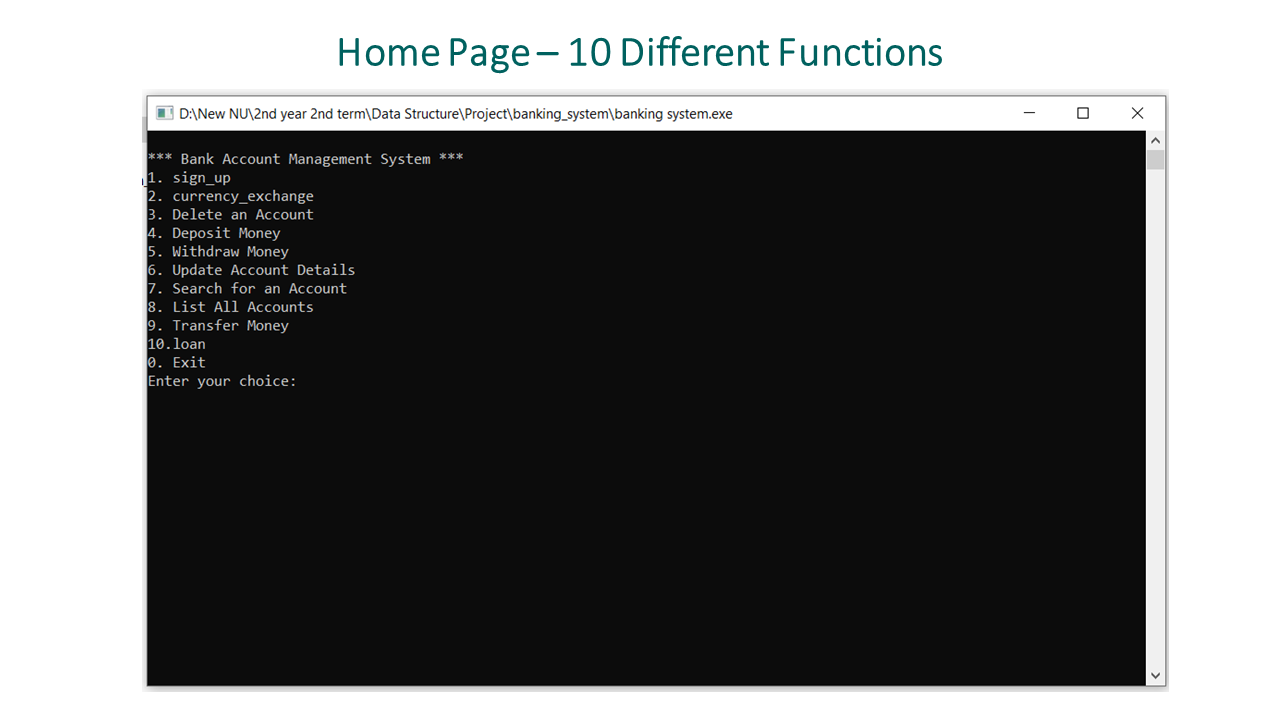 Home Page – 10 Different Functions
D:\New NU\2nd year 2nd term\Data Structure\Project\banking_system\banking system.exe
*** Bank Account Management System ***
1. sign_up
2. currency_exchange
3. Delete an Account
4. Deposit Money
5. Withdraw Money
6. Update Account Details
7. Search for an Account
8. List All Accounts
9. Transfer Money
10.loan
0. Exit
Enter your choice: